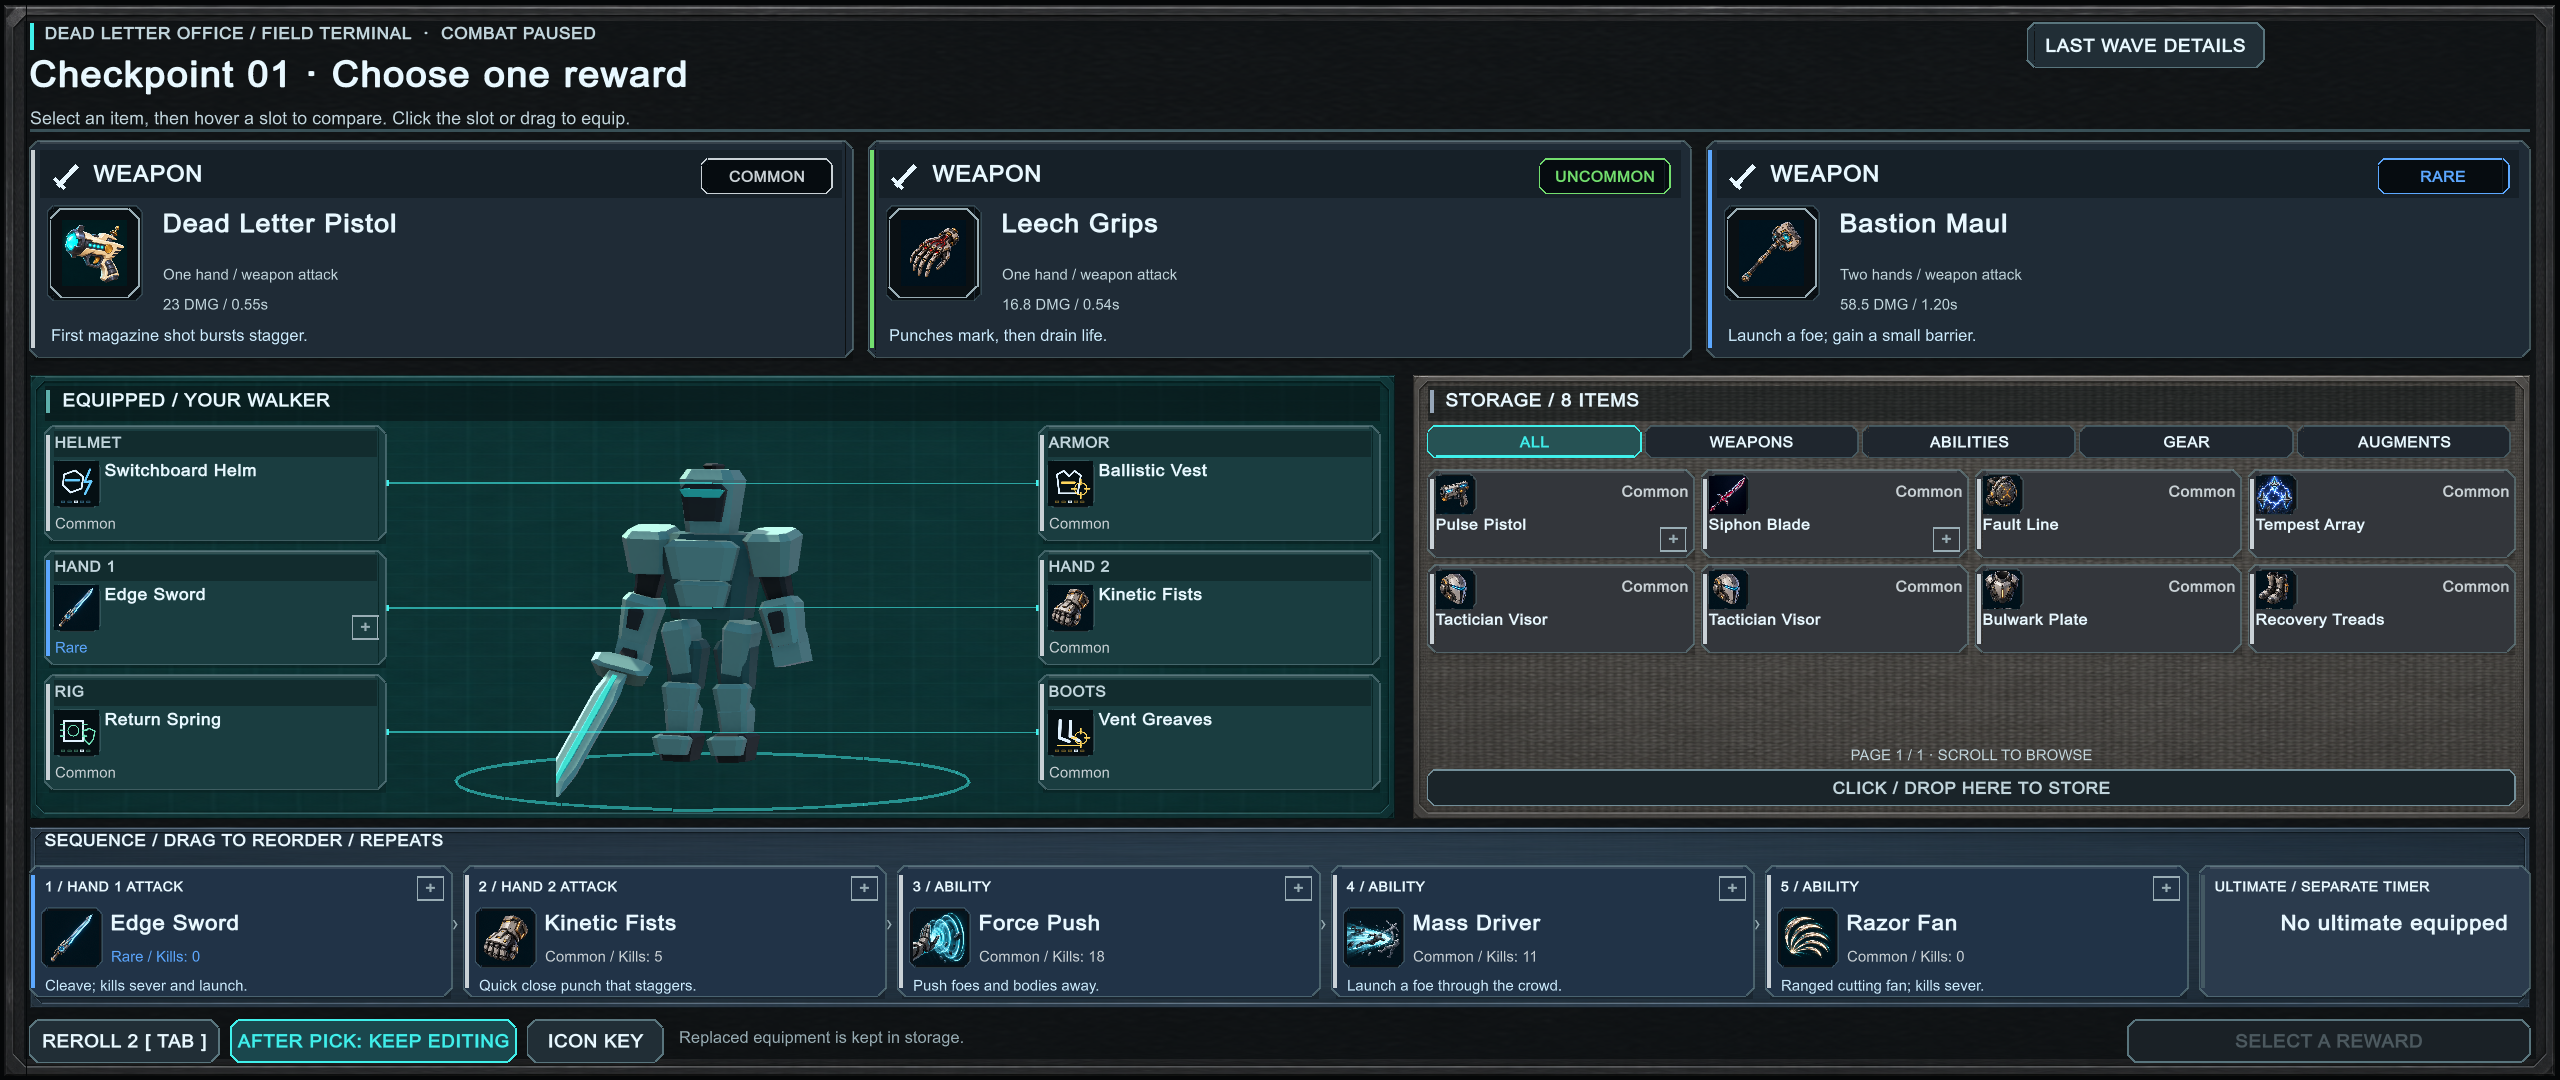 DEAD LETTER OFFICE / FIELD TERMINAL · COMBAT PAUSED
LAST WAVE DETAILS
Checkpoint 01 · Choose one reward
Select an item, then hover a slot to compare. Click the slot or drag to equip.
WEAPON
COMMON
Dead Letter Pistol
One hand / weapon attack
23 DMG / 0.55s
First magazine shot bursts stagger.
WEAPON
UNCOMMON
Leech Grips
One hand / weapon attack
16.8 DMG / 0.54s
Punches mark, then drain life.
WEAPON
RARE
Bastion Maul
Two hands / weapon attack
58.5 DMG / 1.20s
Launch a foe; gain a small barrier.
EQUIPPED / YOUR WALKER
HELMET
Switchboard Helm
Common
HAND 1
Edge Sword
+
Rare
RIG
Return Spring
Common
ARMOR
Ballistic Vest
Common
HAND 2
Kinetic Fists
Common
BOOTS
Vent Greaves
Common
STORAGE / 8 ITEMS
ALL
WEAPONS
ABILITIES
GEAR
AUGMENTS
Common
Pulse Pistol
+
Common
Siphon Blade
+
Common
Fault Line
Common
Tempest Array
Common
Tactician Visor
Common
Tactician Visor
Common
Bulwark Plate
Common
Recovery Treads
PAGE 1 / 1 · SCROLL TO BROWSE
CLICK / DROP HERE TO STORE
SEQUENCE / DRAG TO REORDER / REPEATS
1 / HAND 1 ATTACK
+
Edge Sword
Rare / Kills: 0
Cleave; kills sever and launch.
›
2 / HAND 2 ATTACK
+
Kinetic Fists
Common / Kills: 5
Quick close punch that staggers.
›
3 / ABILITY
+
Force Push
Common / Kills: 18
Push foes and bodies away.
›
4 / ABILITY
+
Mass Driver
Common / Kills: 11
Launch a foe through the crowd.
›
5 / ABILITY
+
Razor Fan
Common / Kills: 0
Ranged cutting fan; kills sever.
ULTIMATE / SEPARATE TIMER
No ultimate equipped
REROLL 2 [ TAB ]
AFTER PICK: KEEP EDITING
ICON KEY
Replaced equipment is kept in storage.
SELECT A REWARD